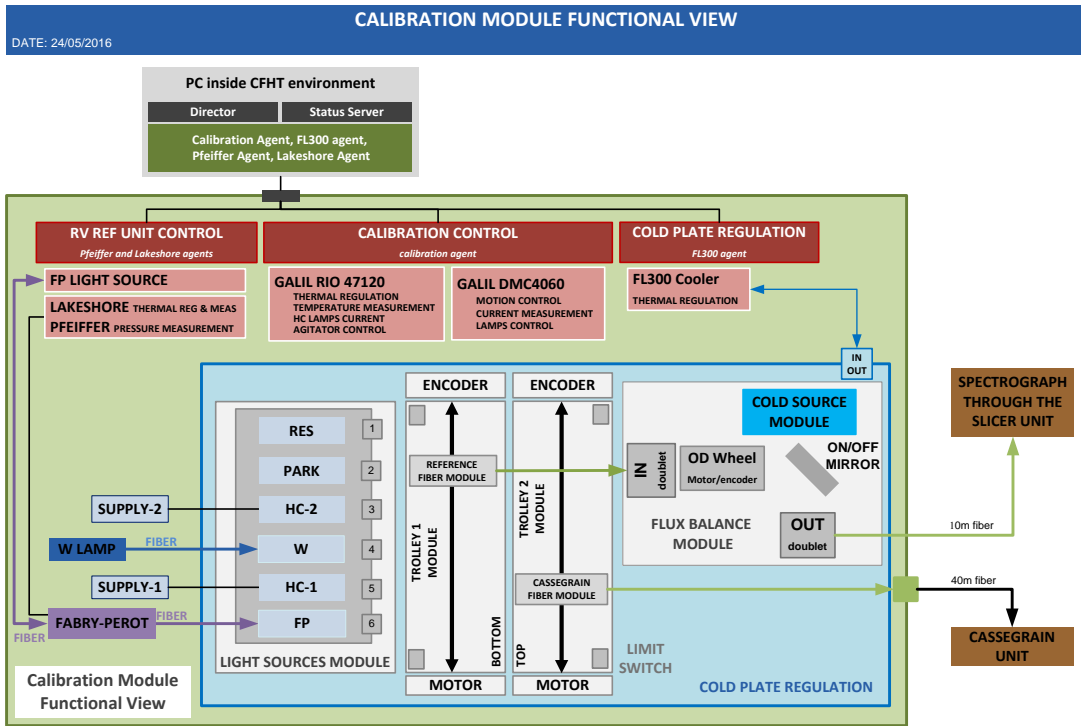 CALIBRATION MODULE FUNCTIONAL VIEW
DATE: 24/05/2016
PC inside CFHT environment
Director
Status Server
Calibration Agent, FL300 agent,
Pfeiffer Agent, Lakeshore Agent
RV REF UNIT CONTROL
Pfeiffer and Lakeshore agents
CALIBRATION CONTROL
calibration agent
COLD PLATE REGULATION
FL300 agent
FP LIGHT SOURCE
LAKESHORE THERMAL REG & MEAS
PFEIFFER PRESSURE MEASUREMENT
GALIL RIO 47120
THERMAL REGULATION
TEMPERATURE MEASUREMENT
HC LAMPS CURRENT
AGITATOR CONTROL
GALIL DMC4060
MOTION CONTROL
CURRENT MEASUREMENT
LAMPS CONTROL
FL300 Cooler
THERMAL REGULATION
IN
OUT
ENCODER
ENCODER
RES
1
PARK
2
HC-2
3
W
4
HC-1
5
FP
6
LIGHT SOURCES MODULE
SUPPLY-2
W LAMP
FIBER
SUPPLY-1
FABRY-PEROT
FIBER
FIBER
REFERENCE
FIBER MODULE
TROLLEY 1
MODULE
BOTTOM
MOTOR
TROLLEY 2
MODULE
CASSEGRAIN
FIBER MODULE
TOP
MOTOR
LIMIT
SWITCH
COLD SOURCE
MODULE
ON/OFF
MIRROR
IN
doublet
OD Wheel
Motor/encoder
FLUX BALANCE
MODULE
OUT
doublet
SPECTROGRAPH
THROUGH THE
SLICER UNIT
10m fiber
40m fiber
CASSEGRAIN
UNIT
COLD PLATE REGULATION
Calibration Module
Functional View